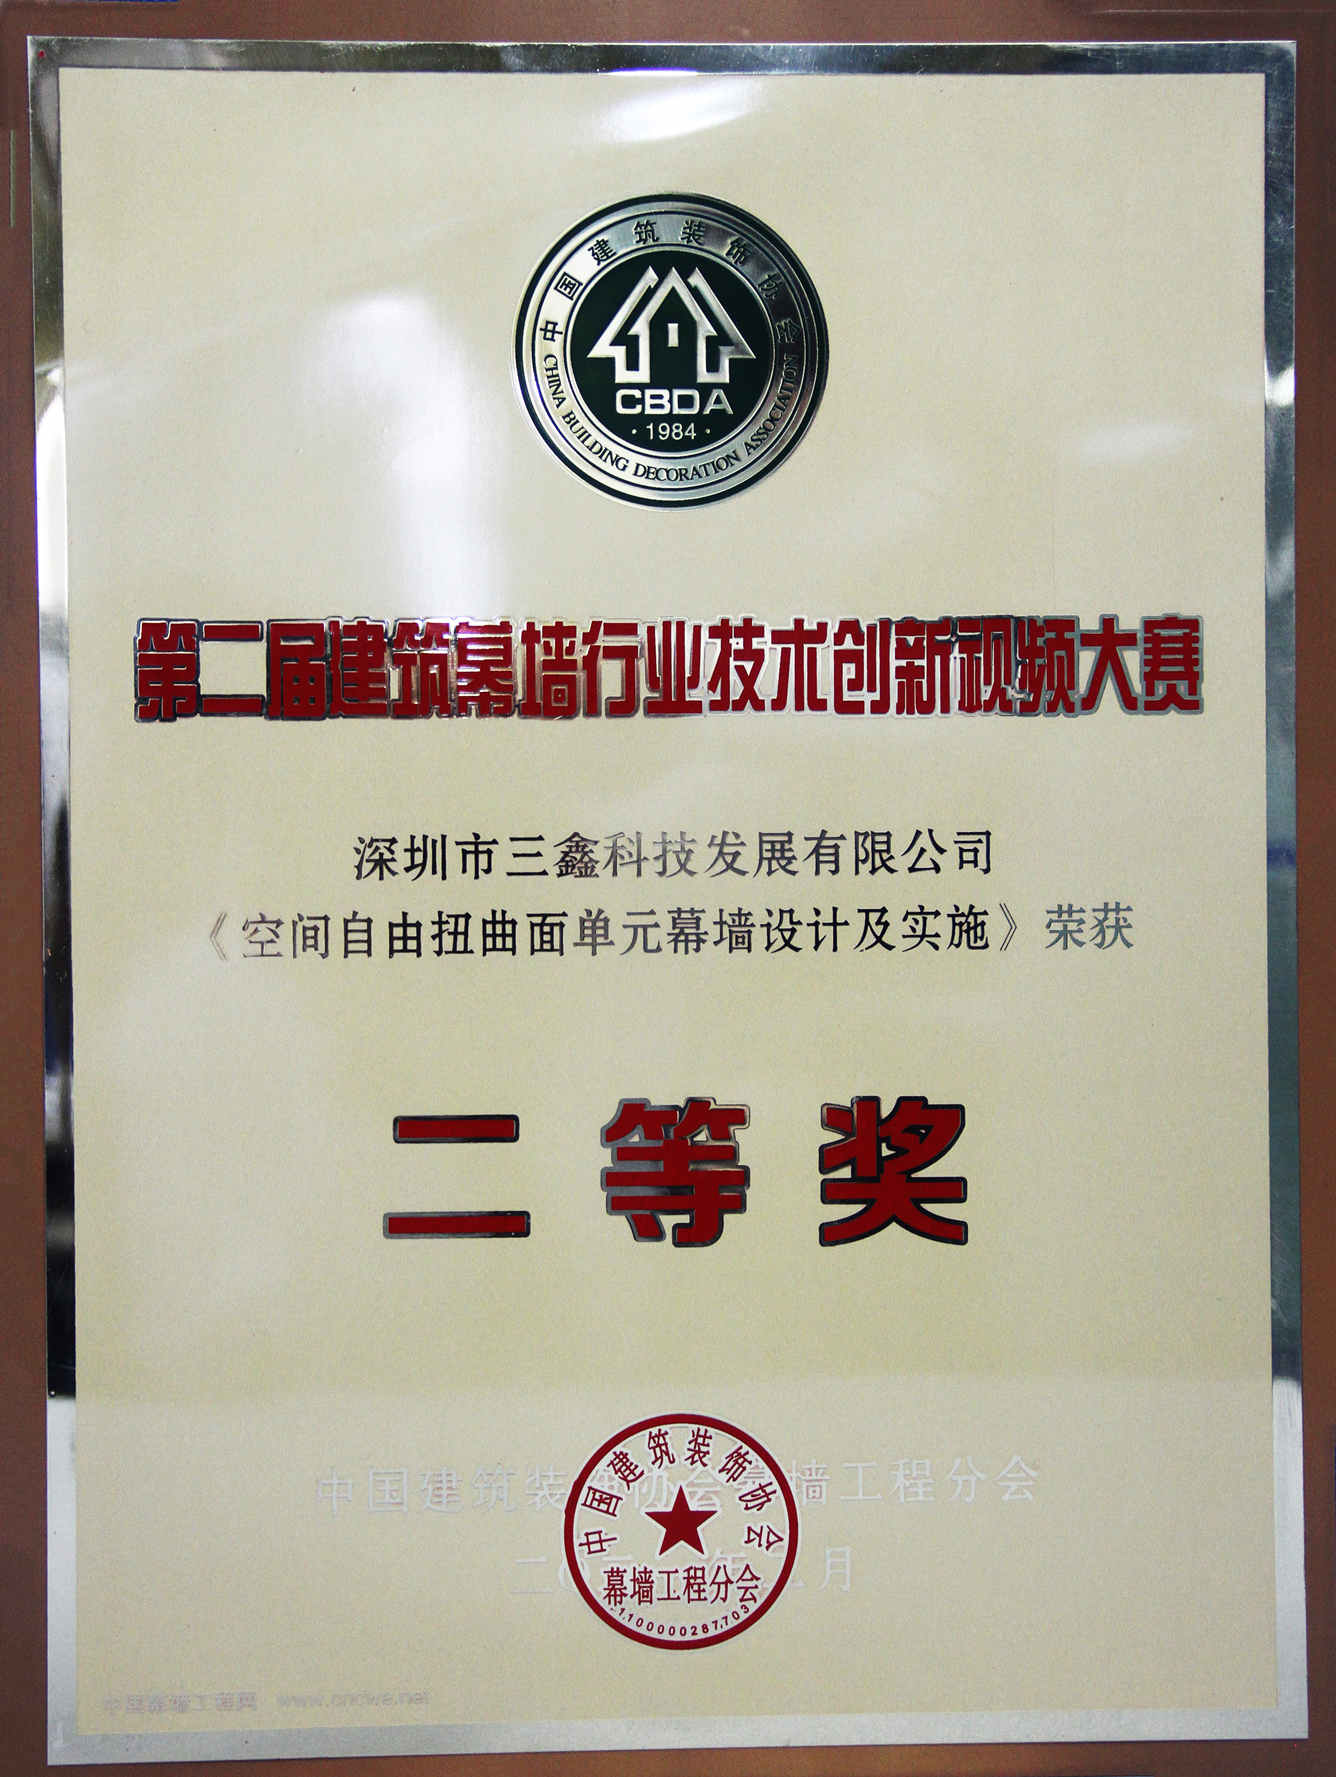 中国建筑装饰协会
CBDA
·1984·
CHINA BUILDING DECORATION ASSOCIATION
第二届建筑幕墙行业技术创新视频大赛
深圳市三鑫科技发展有限公司
《空间自由扭曲面单元幕墙设计及实施》荣获
二等奖
中国建筑装饰协会幕墙工程分会
月
中国建筑装饰协会
幕墙工程分会
1100000287703